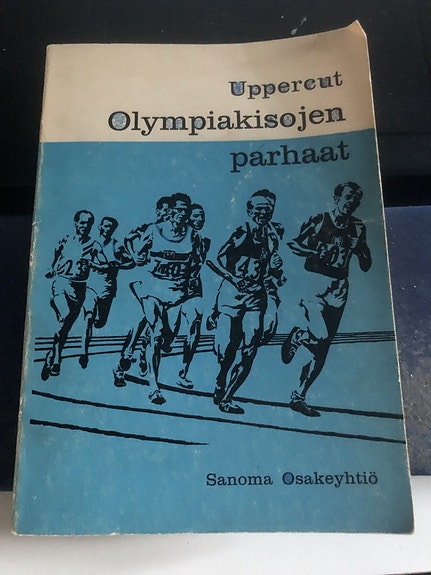 Uppercut
Olympiakisojen
parhaat
Sanoma Osakeyhtiö